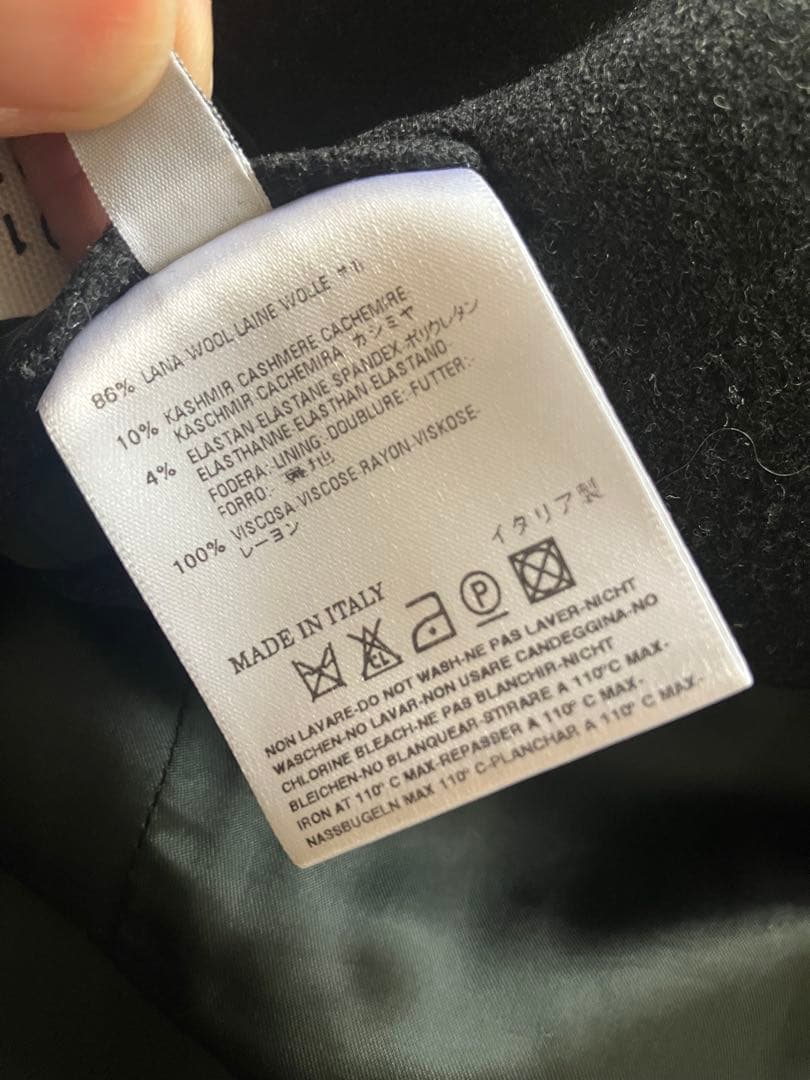 86% LANA·WOOL·LAINE·WOLLE
10% KASHMIR CASHMERE CACHEMIRE
KASCHMIR CACHEMIRA カシミヤ
4% ELASTAN·ELASTANE·SPANDEX·ポリウレタン
ELASTHANNE·ELASTHAN·ELASTANO·
FODERA:·LINING:·DOUBLURE:·FUTTER:·
FORRO:·
100% VISCOSA·VISCOSE·RAYON·VISKOSE·
レーヨン
イタリア製
MADE IN ITALY
CL P
NON LAVARE-DO NOT WASH-NE PAS LAVER-NICHT
WASCHEN-NO LAVAR-NON USARE CANDEGGINA-NO
CHLORINE BLEACH-NE PAS BLANCHIR-NICHT
BLEICHEN-NO BLANQUEAR-STIRARE A 110° C MAX-
IRON AT 110° C MAX-REPASSER A 110° C MAX-
NASSBUGELN MAX 110° C-PLANCHAR A 110° C MAX-